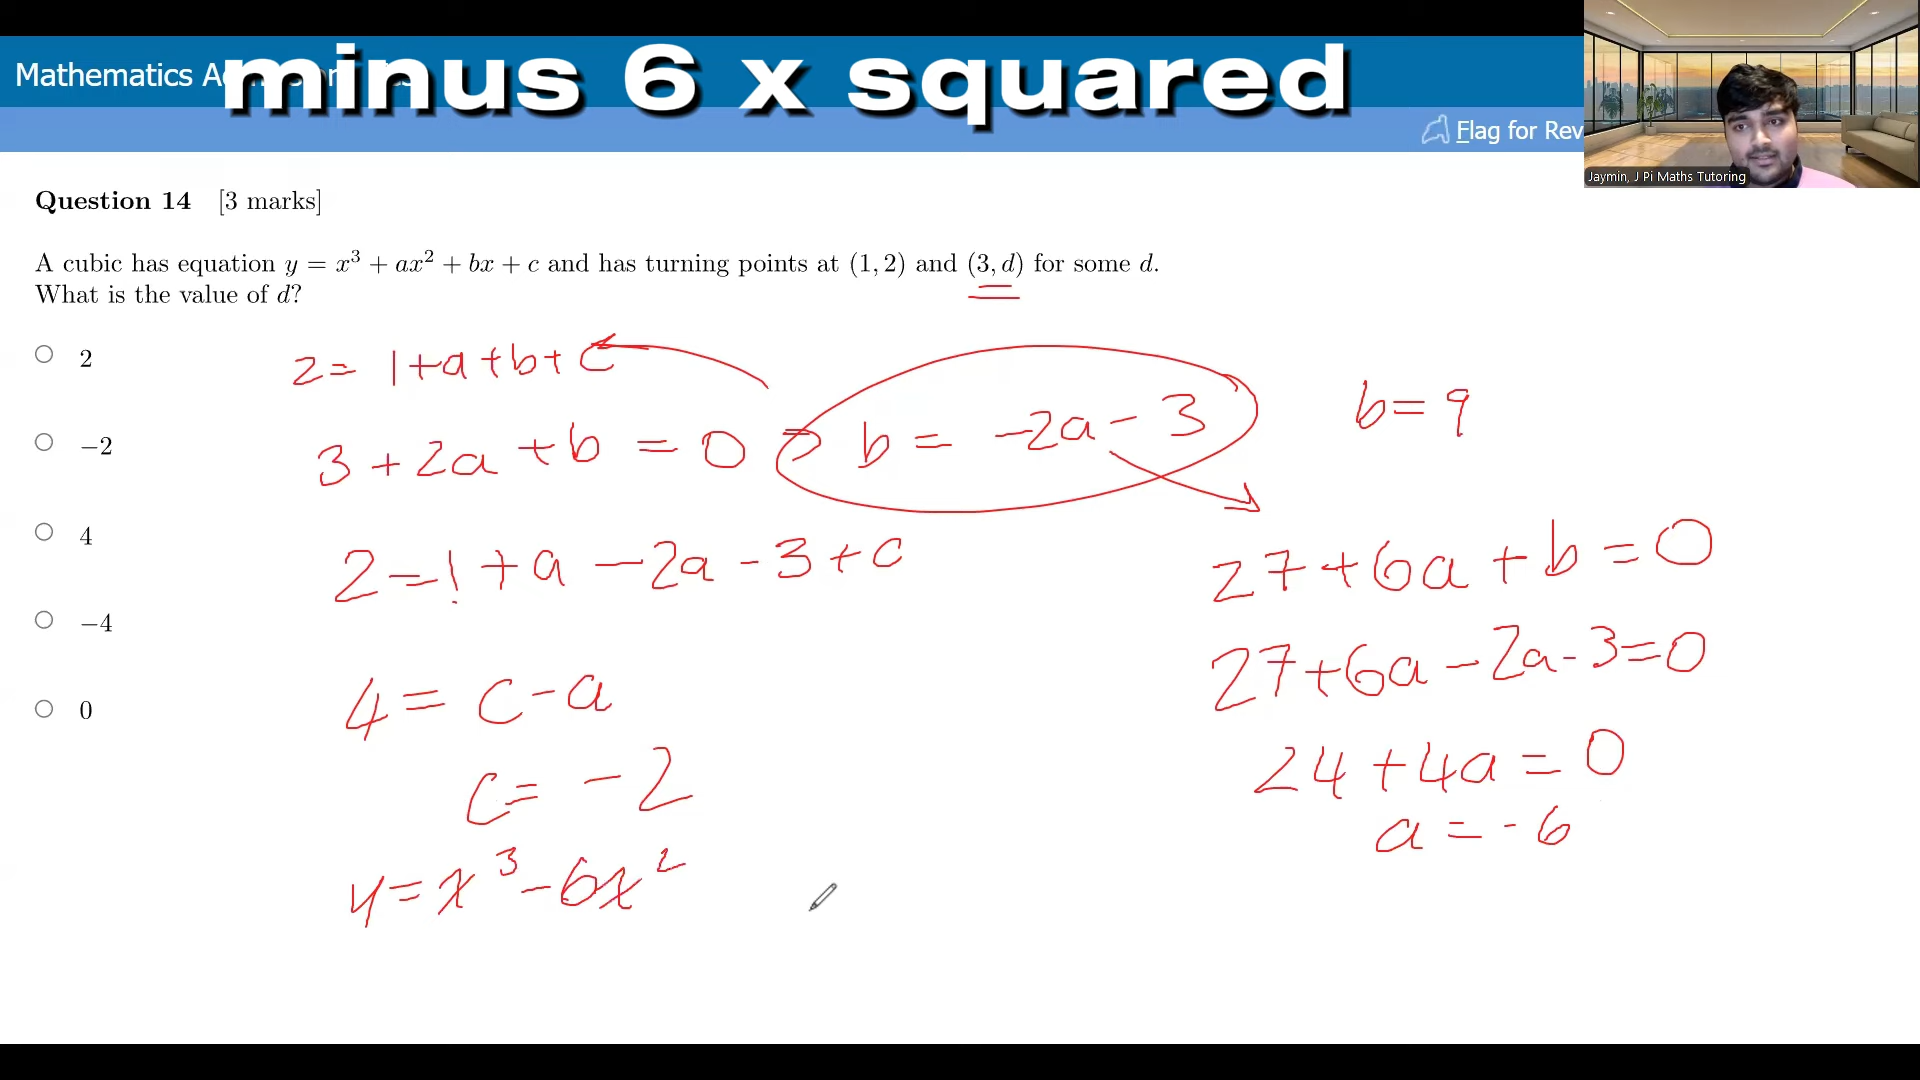 minus 6 x squared
Mathematics A
Flag for Rev
Jaymin, J Pi Maths Tutoring
Question 14 [3 marks]
A cubic has equation y = x³ + ax² + bx + c and has turning points at (1, 2) and (3, d) for some d.
What is the value of d?
2
−2
4
−4
0
2 = 1+a+b+c
3+2a+b = 0 ⇒ b = −2a−3
b = 9
2=1+a−2a−3+c
27+6a+b=0
27+6a−2a−3=0
4 = c−a
24+4a=0
c = −2
a = −6
y = x³−6x²